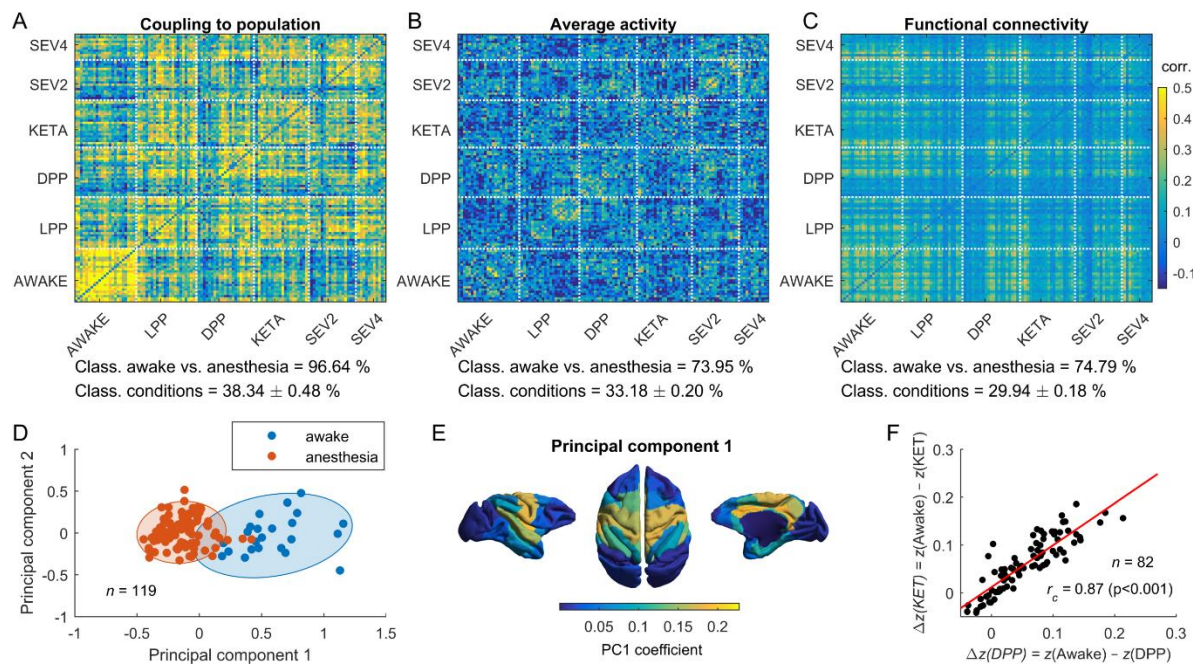 A
Coupling to population
SEV4
SEV2
KETA
DPP
LPP
AWAKE
AWAKE
LPP
DPP
KETA
SEV2
SEV4
Class. awake vs. anesthesia = 96.64 %
Class. conditions = 38.34 ± 0.48 %
B
Average activity
SEV4
SEV2
KETA
DPP
LPP
AWAKE
AWAKE
LPP
DPP
KETA
SEV2
SEV4
Class. awake vs. anesthesia = 73.95 %
Class. conditions = 33.18 ± 0.20 %
C
Functional connectivity
SEV4
SEV2
KETA
DPP
LPP
AWAKE
AWAKE
LPP
DPP
KETA
SEV2
SEV4
corr.
0.5
0.4
0.3
0.2
0.1
0
-0.1
Class. awake vs. anesthesia = 74.79 %
Class. conditions = 29.94 ± 0.18 %
D
awake
anesthesia
Principal component 2
1
0.5
0
-0.5
-1
n = 119
-1
-0.5
0
0.5
1
1.5
Principal component 1
E
Principal component 1
0.05
0.1
0.15
0.2
PC1 coefficient
F
Δz(KET) = z(Awake) − z(KET)
0.3
0.2
0.1
0
n = 82
rc = 0.87 (p<0.001)
0
0.1
0.2
0.3
Δz(DPP) = z(Awake) − z(DPP)